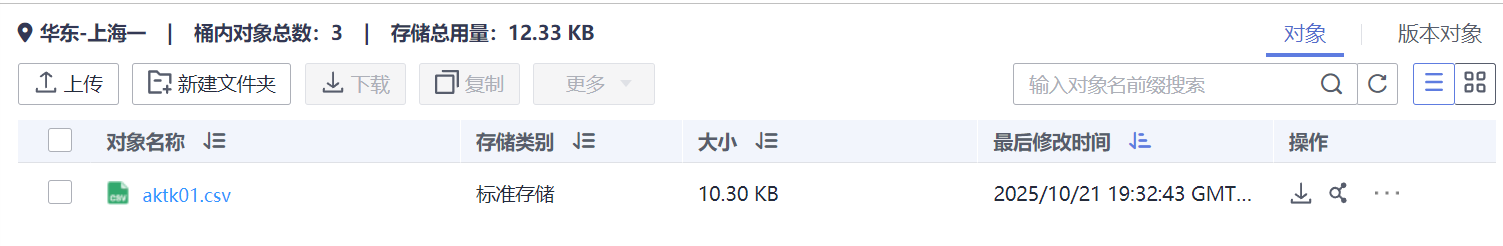 华东-上海一 | 桶内对象总数：3 | 存储总用量：12.33 KB 对象 | 版本对象
上传 新建文件夹 下载 复制 更多 输入对象名前缀搜索
对象名称 存储类别 大小 最后修改时间 操作
CSV aktk01.csv 标准存储 10.30 KB 2025/10/21 19:32:43 GMT... ···